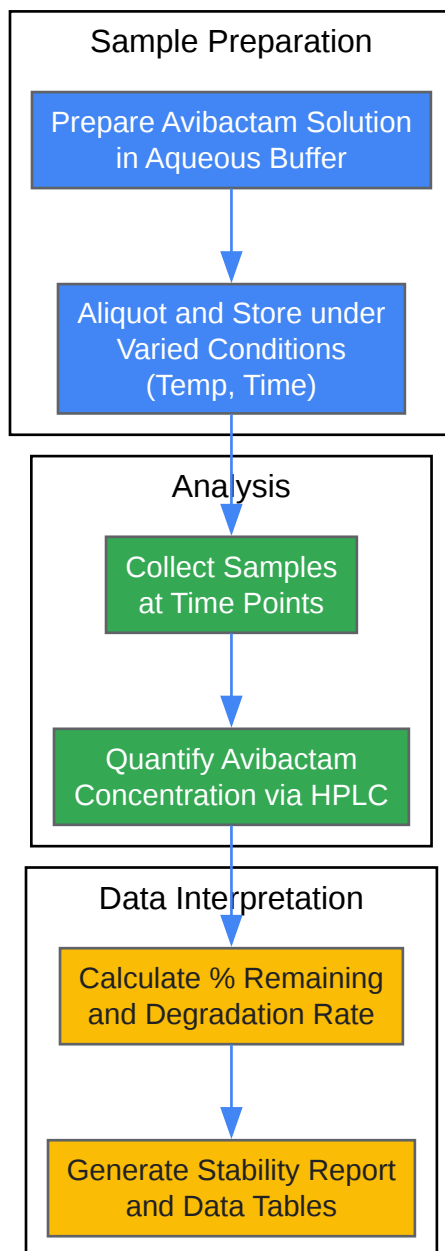 Sample Preparation
Prepare Avibactam Solution
in Aqueous Buffer
Aliquot and Store under
Varied Conditions
(Temp, Time)
Analysis
Collect Samples
at Time Points
Quantify Avibactam
Concentration via HPLC
Data Interpretation
Calculate % Remaining
and Degradation Rate
Generate Stability Report
and Data Tables